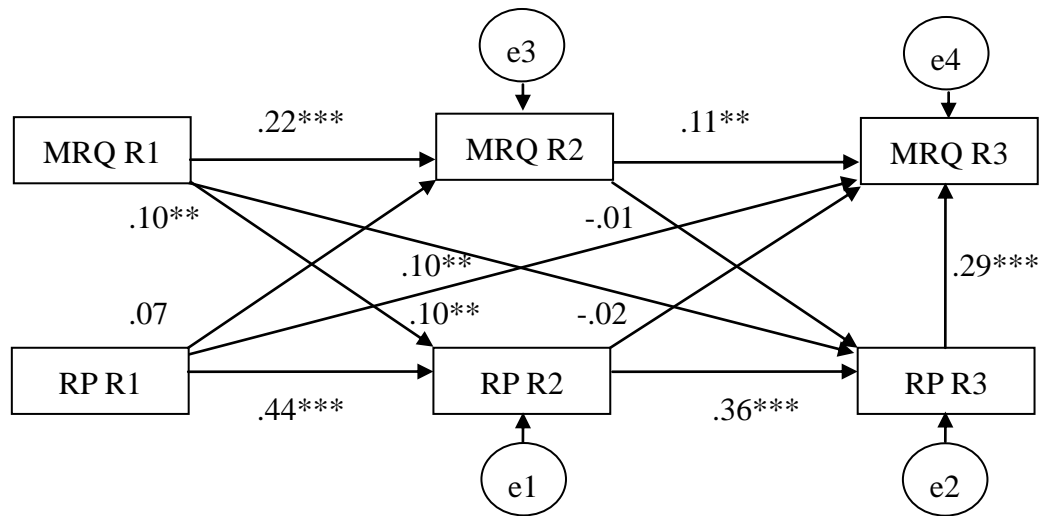 e3
e4
.22***
.11**
MRQ R1
MRQ R2
MRQ R3
.10**
-.01
.10**
.29***
.07
.10**
-.02
RP R1
RP R2
RP R3
.44***
.36***
e1
e2